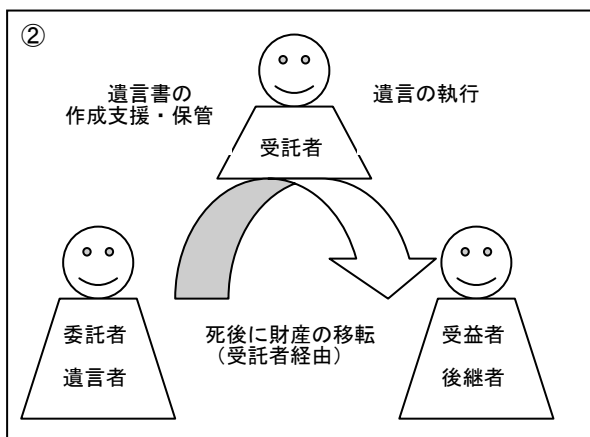 ②
遺言書の
作成支援・保管
遺言の執行
受託者
委託者
遺言者
死後に財産の移転
（受託者経由）
受益者
後継者